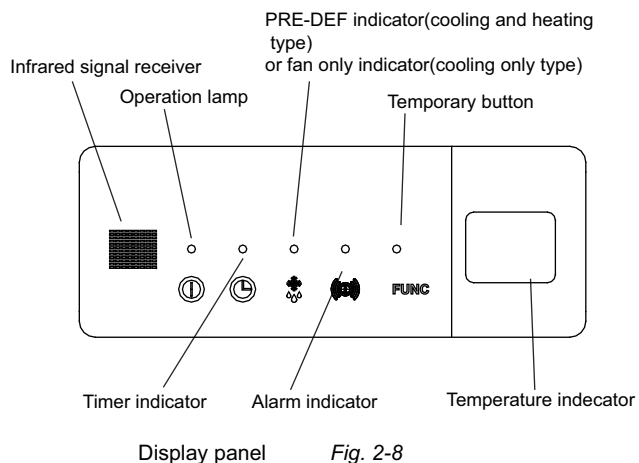 PRE-DEF indicator(cooling and heating
type)
or fan only indicator(cooling only type)
Infrared signal receiver
Operation lamp
Temporary button
FUNC
Timer indicator
Alarm indicator
Temperature indecator
Display panel Fig. 2-8